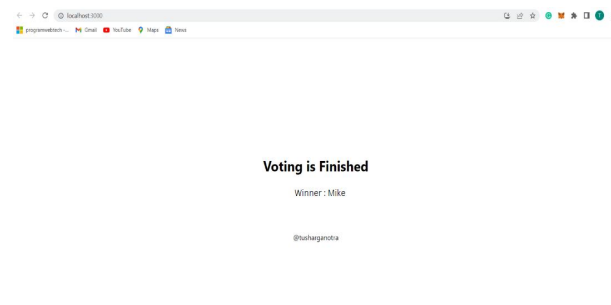 localhost:3000
programwebtech -... Gmail YouTube Maps News
Voting is Finished
Winner : Mike
@tusharganotra